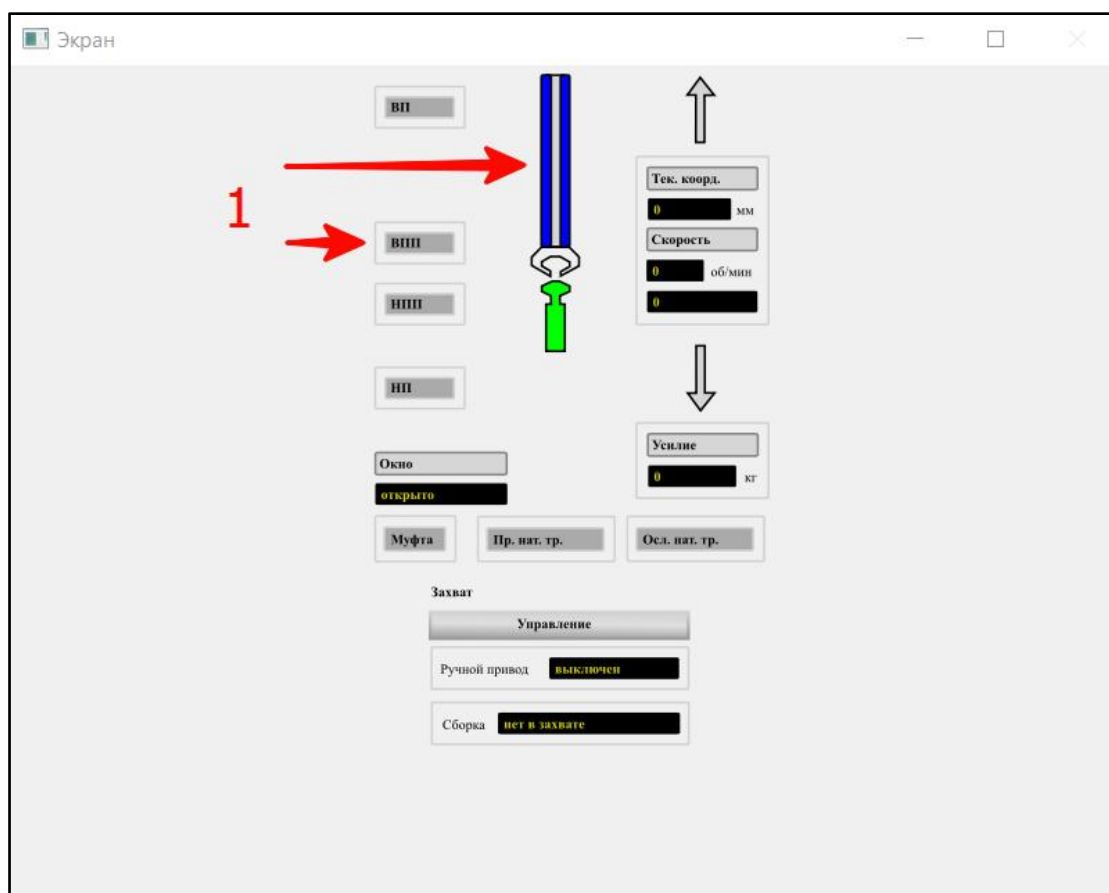 Экран
ВП
Тек. коорд.
0 мм
1
ВПП
Скорость
0 об/мин
НПП
0
НП
Усилие
Окно
0 кг
открыто
Муфта Пр. нат. тр. Осл. нат. тр.
Захват
Управление
Ручной привод выключен
Сборка нет в захвате